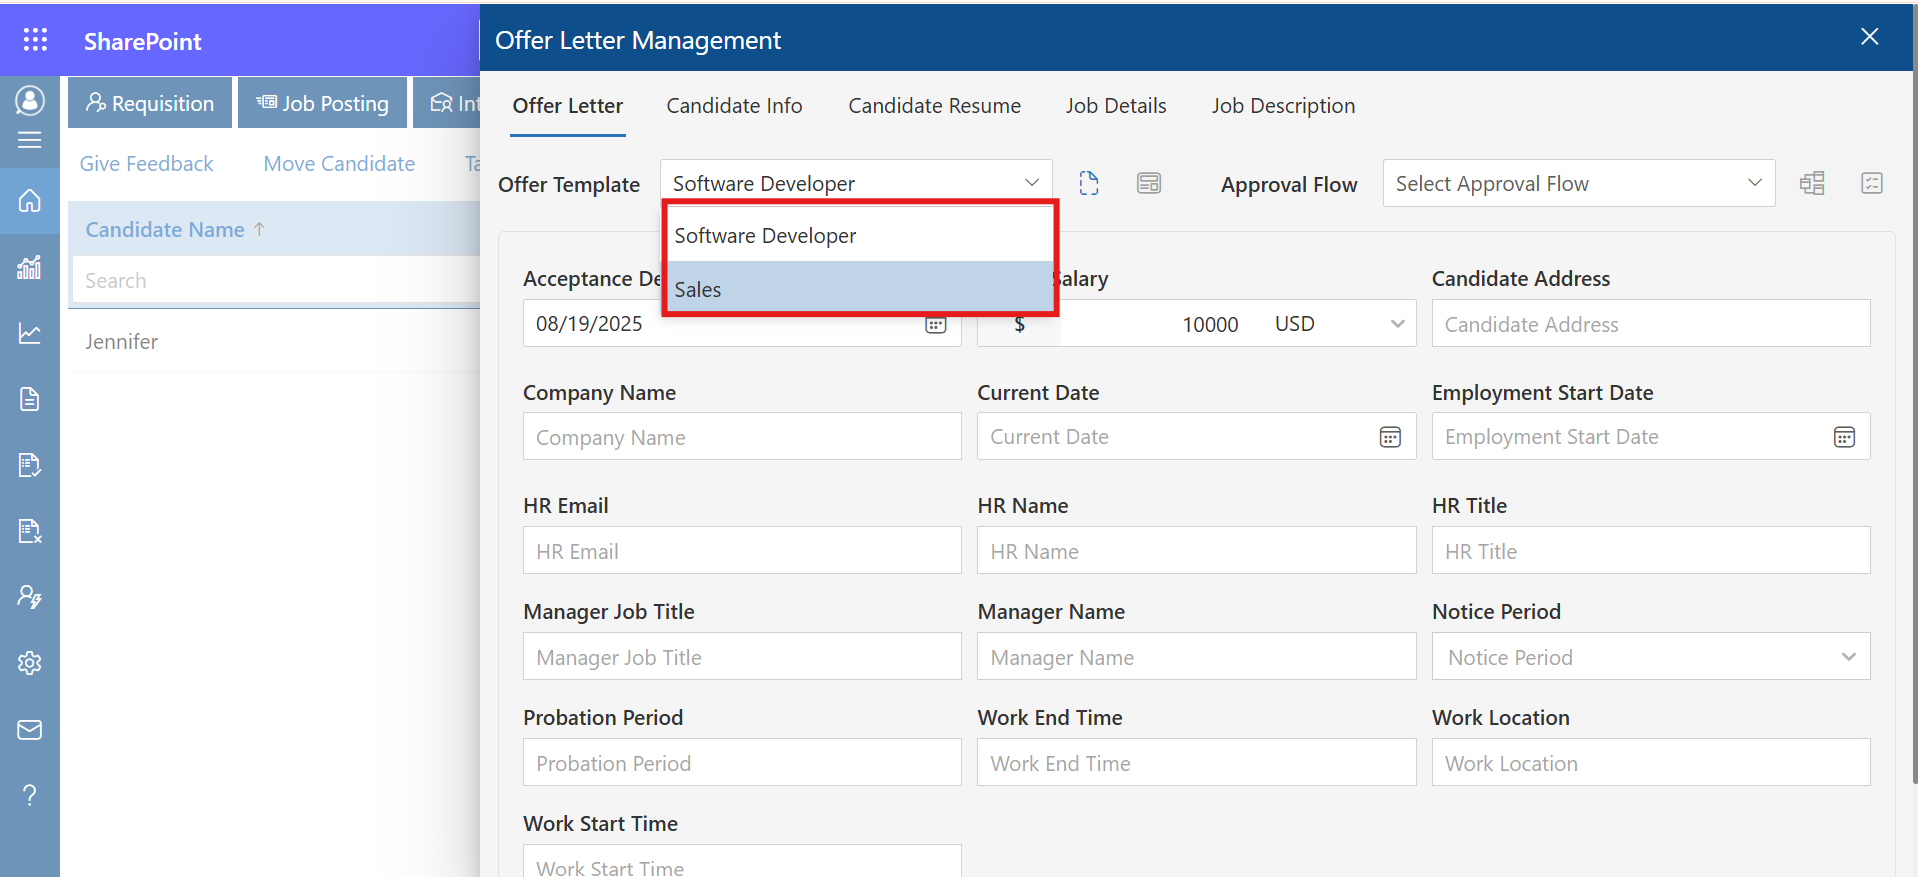 SharePoint
Offer Letter Management
Requisition
Job Posting
Offer Letter
Candidate Info
Candidate Resume
Job Details
Job Description
Give Feedback
Move Candidate
Offer Template
Software Developer
Approval Flow
Select Approval Flow
Software Developer
Sales
Candidate Name ↑
Search
Jennifer
Acceptance De
Salary
Candidate Address
08/19/2025
$ 10000 USD
Candidate Address
Company Name
Current Date
Employment Start Date
Company Name
Current Date
Employment Start Date
HR Email
HR Name
HR Title
HR Email
HR Name
HR Title
Manager Job Title
Manager Name
Notice Period
Manager Job Title
Manager Name
Notice Period
Probation Period
Work End Time
Work Location
Probation Period
Work End Time
Work Location
Work Start Time
Work Start Time
?